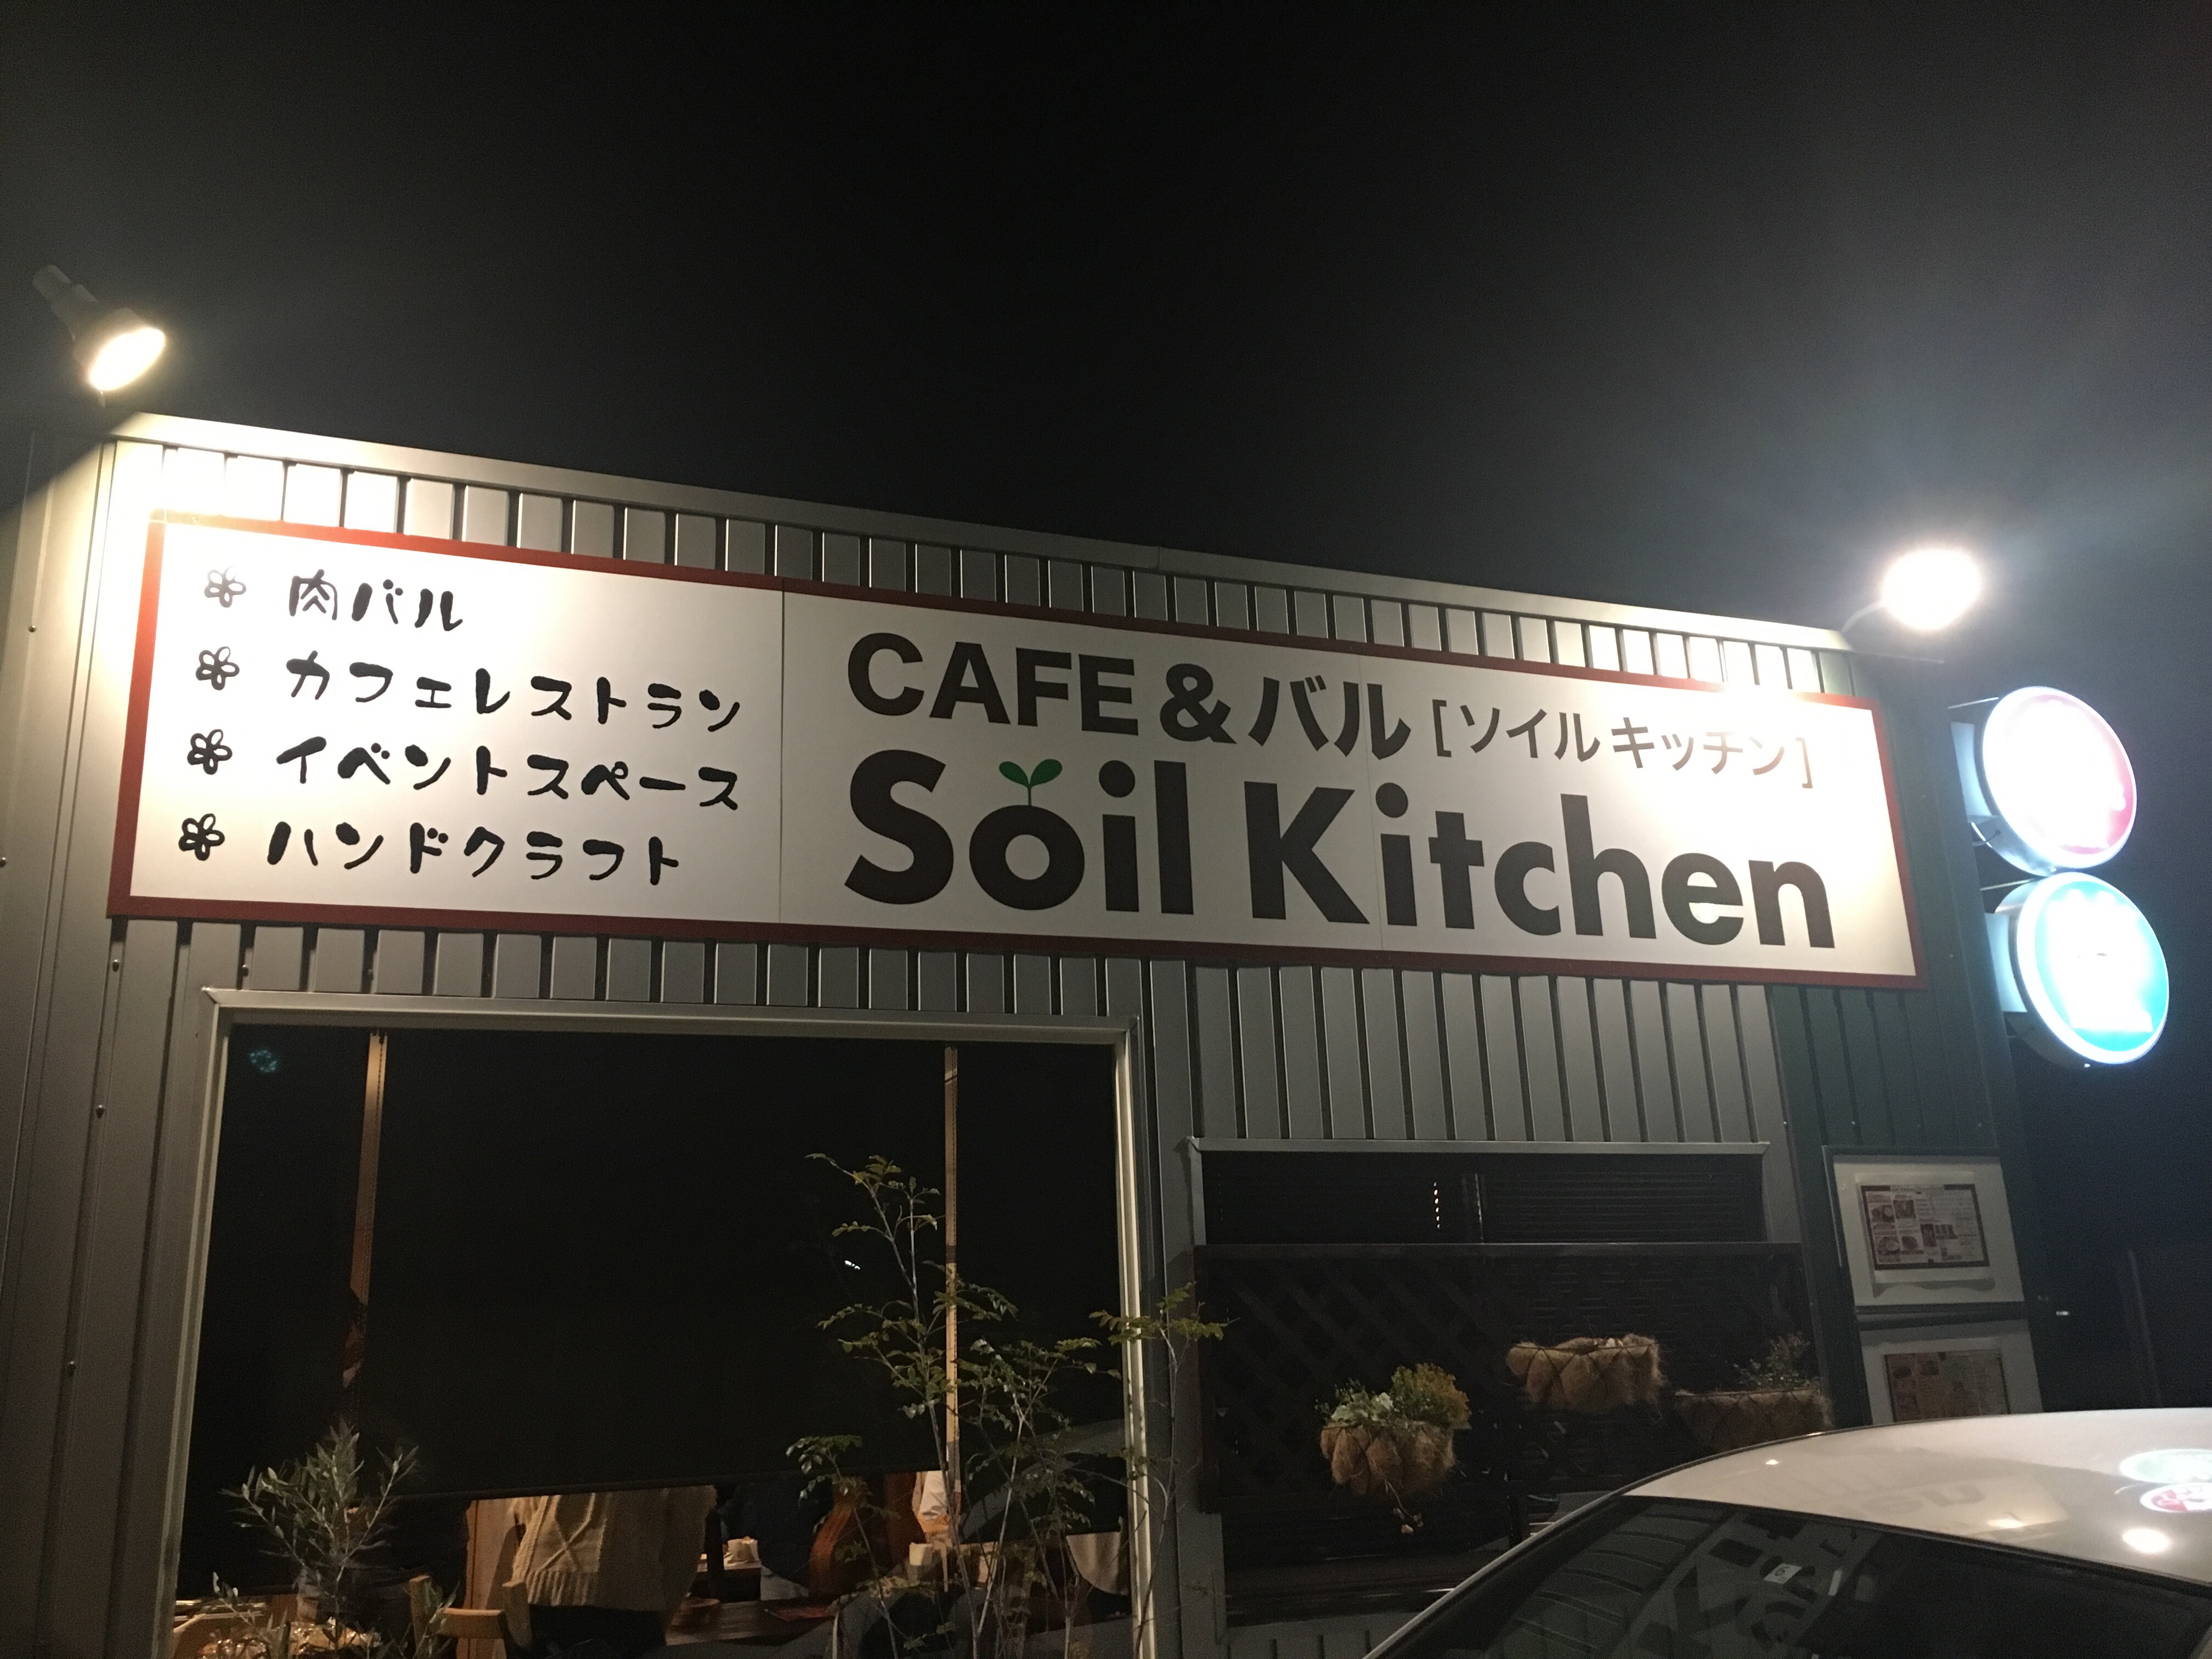 肉バル
カフェレストラン
イベントスペース
ハンドクラフト
CAFE&バル [ソイル キッチン]
Soil Kitchen